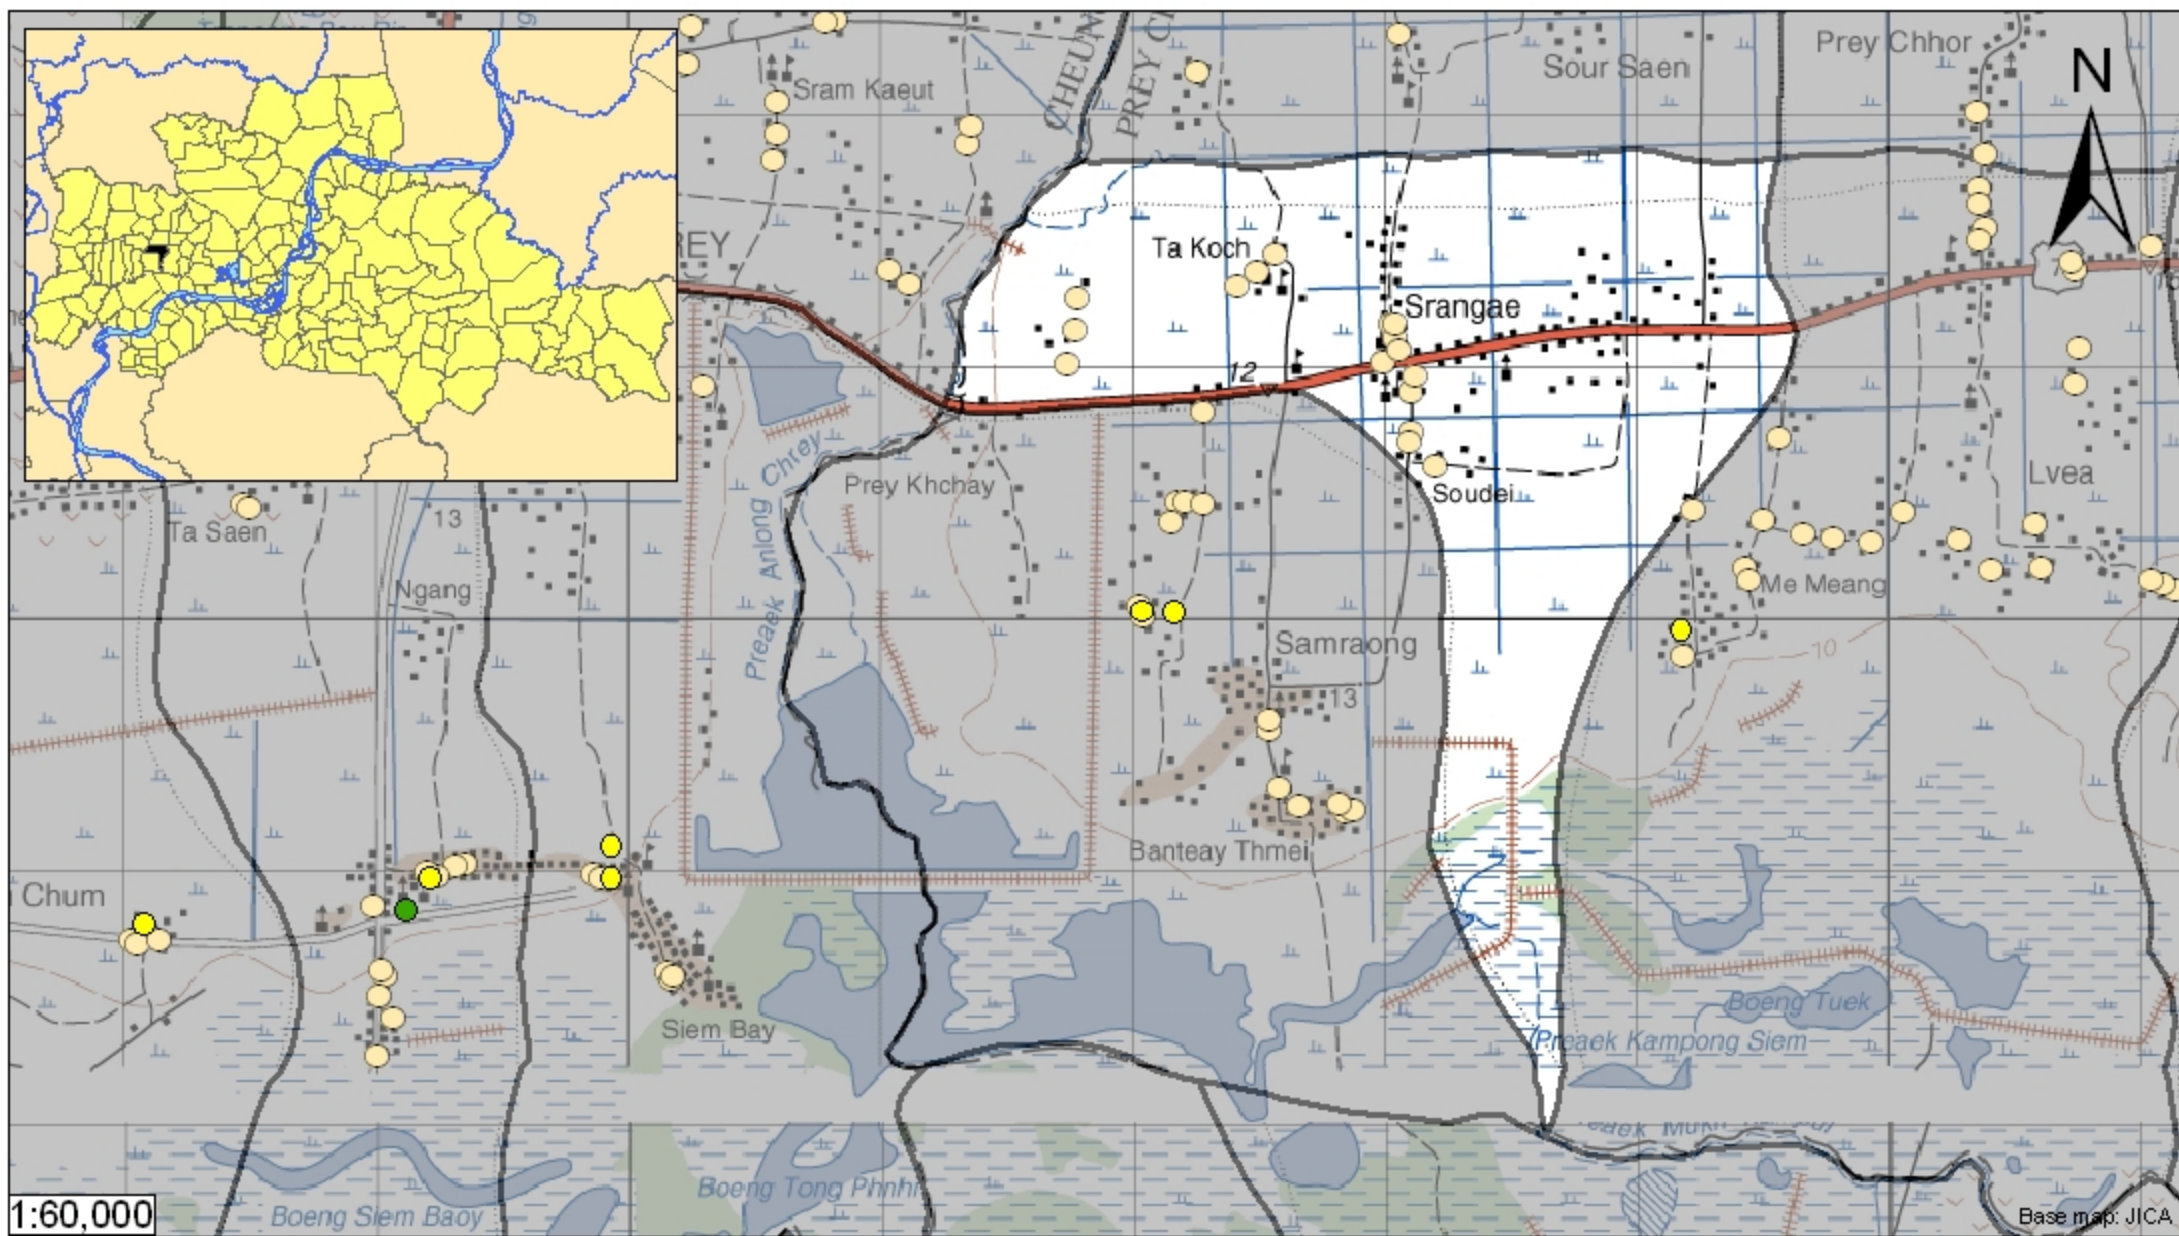 Sram Kaeut
CHEUN
PREY C
Sour Saen
Prey Chhor
N
REY
Ta Koch
Srangae
12
7
Preaek Anlong Chrey
Prey Khchay
Soudei
Lvea
Ta Saen
13
Ngang
Me Meang
Samraong
13
10
Banteay Thmei
Chum
Siem Bay
Boeng Tuek
(Preaek Kampong Siem
Boeng Tong Phnhi
Boeng Siem Baoy
1:60,000
Base map: JICA